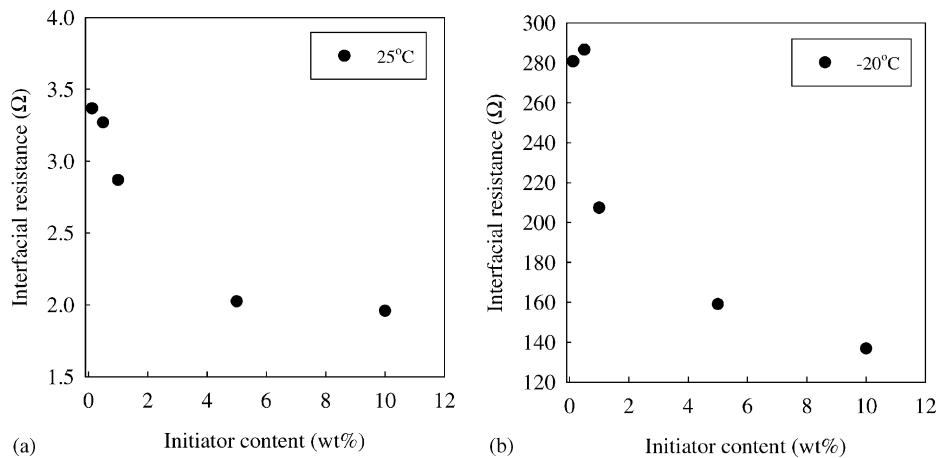 4.0
3.5
3.0
2.5
2.0
1.5
0 2 4 6 8 10 12
Interfacial resistance (Ω)
25°C
Initiator content (wt%)
(a)
300
280
260
240
220
200
180
160
140
120
0 2 4 6 8 10 12
Interfacial resistance (Ω)
-20°C
Initiator content (wt%)
(b)